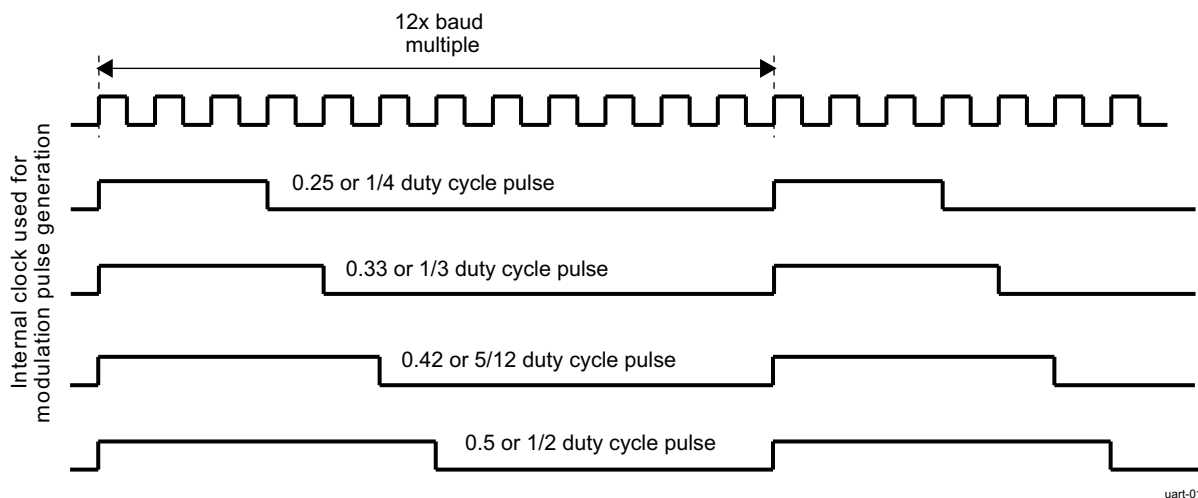 12x baud
multiple
Internal clock used for
modulation pulse generation
0.25 or 1/4 duty cycle pulse
0.33 or 1/3 duty cycle pulse
0.42 or 5/12 duty cycle pulse
0.5 or 1/2 duty cycle pulse